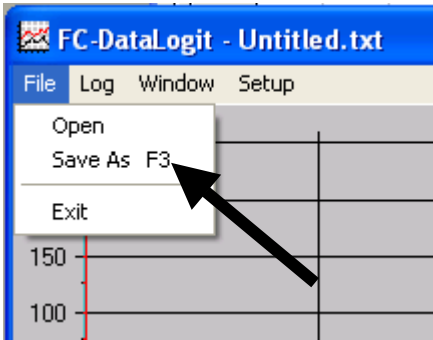 FC-DataLogit - Untitled.txt
File Log Window Setup
Open
Save As F3
Exit
150
100